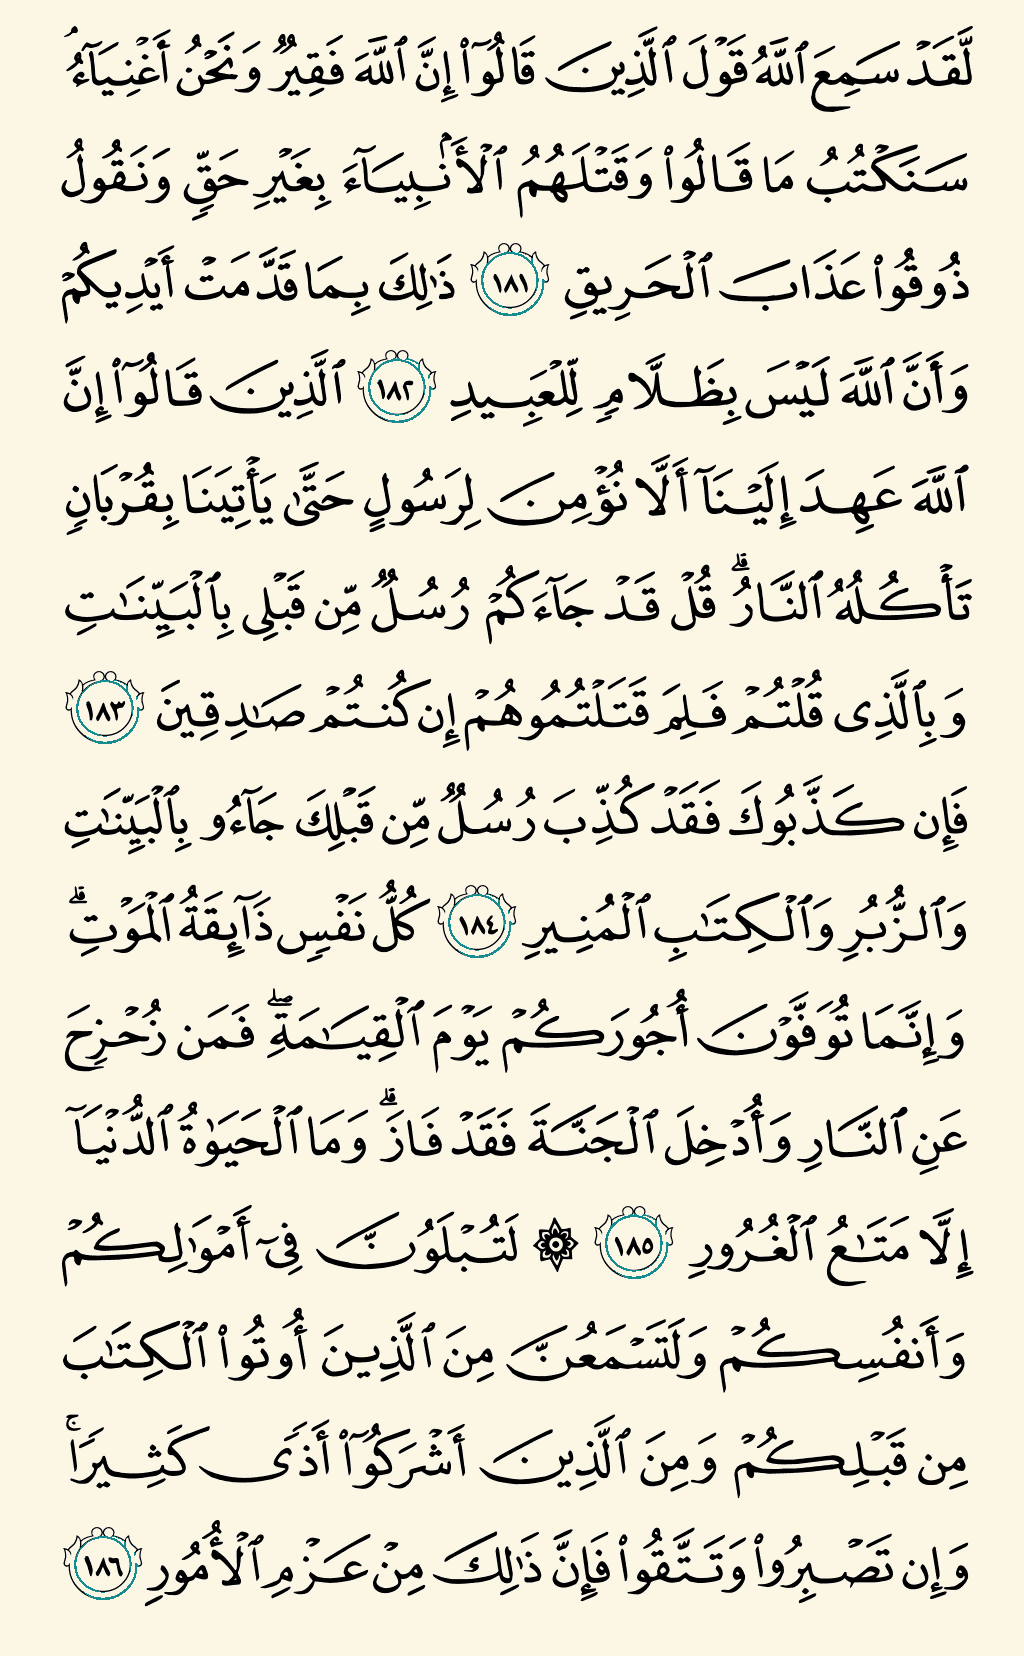 لَّقَدْ سَمِعَ ٱللَّهُ قَوْلَ ٱلَّذِينَ قَالُوٓا۟ إِنَّ ٱللَّهَ فَقِيرٌ وَنَحْنُ أَغْنِيَآءُ ۘ
سَنَكْتُبُ مَا قَالُوا۟ وَقَتْلَهُمُ ٱلْأَنۢبِيَآءَ بِغَيْرِ حَقٍّ وَنَقُولُ
ذُوقُوا۟ عَذَابَ ٱلْحَرِيقِ ١٨١ ذَٰلِكَ بِمَا قَدَّمَتْ أَيْدِيكُمْ
وَأَنَّ ٱللَّهَ لَيْسَ بِظَلَّامٍ لِّلْعَبِيدِ ١٨٢ ٱلَّذِينَ قَالُوٓا۟ إِنَّ
ٱللَّهَ عَهِدَ إِلَيْنَآ أَلَّا نُؤْمِنَ لِرَسُولٍ حَتَّىٰ يَأْتِيَنَا بِقُرْبَانٍ
تَأْكُلُهُ ٱلنَّارُ ۗ قُلْ قَدْ جَآءَكُمْ رُسُلٌ مِّن قَبْلِى بِٱلْبَيِّنَـٰتِ
وَبِٱلَّذِى قُلْتُمْ فَلِمَ قَتَلْتُمُوهُمْ إِن كُنتُمْ صَـٰدِقِينَ ١٨٣
فَإِن كَذَّبُوكَ فَقَدْ كُذِّبَ رُسُلٌ مِّن قَبْلِكَ جَآءُو بِٱلْبَيِّنَـٰتِ
وَٱلزُّبُرِ وَٱلْكِتَـٰبِ ٱلْمُنِيرِ ١٨٤ كُلُّ نَفْسٍ ذَآئِقَةُ ٱلْمَوْتِ ۗ
وَإِنَّمَا تُوَفَّوْنَ أُجُورَكُمْ يَوْمَ ٱلْقِيَـٰمَةِ ۖ فَمَن زُحْزِحَ
عَنِ ٱلنَّارِ وَأُدْخِلَ ٱلْجَنَّةَ فَقَدْ فَازَ ۗ وَمَا ٱلْحَيَوٰةُ ٱلدُّنْيَآ
إِلَّا مَتَـٰعُ ٱلْغُرُورِ ١٨٥ ۞ لَتُبْلَوُنَّ فِىٓ أَمْوَٰلِكُمْ
وَأَنفُسِكُمْ وَلَتَسْمَعُنَّ مِنَ ٱلَّذِينَ أُوتُوا۟ ٱلْكِتَـٰبَ
مِن قَبْلِكُمْ وَمِنَ ٱلَّذِينَ أَشْرَكُوٓا۟ أَذًى كَثِيرًا ۚ
وَإِن تَصْبِرُوا۟ وَتَتَّقُوا۟ فَإِنَّ ذَٰلِكَ مِنْ عَزْمِ ٱلْأُمُورِ ١٨٦